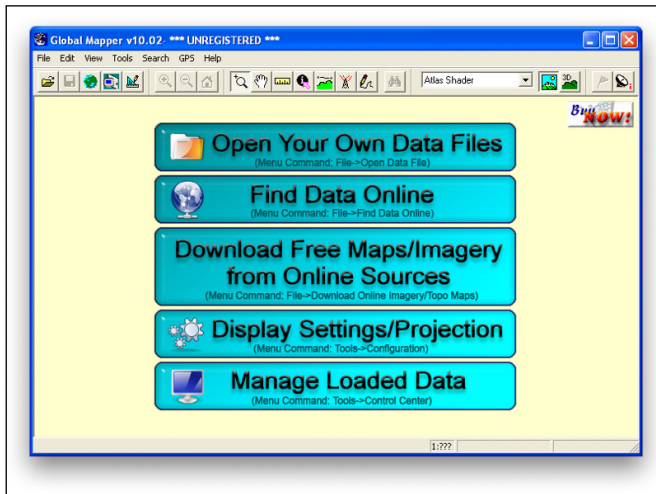 Global Mapper v10.02- *** UNREGISTERED ***
File Edit View Tools Search GPS Help
Atlas Shader
3D
Buy NOW!
Open Your Own Data Files
(Menu Command: File->Open Data File)
Find Data Online
(Menu Command: File->Find Data Online)
Download Free Maps/Imagery
from Online Sources
(Menu Command: File->Download Online Imagery/Topo Maps)
Display Settings/Projection
(Menu Command: Tools->Configuration)
Manage Loaded Data
(Menu Command: Tools->Control Center)
1:???